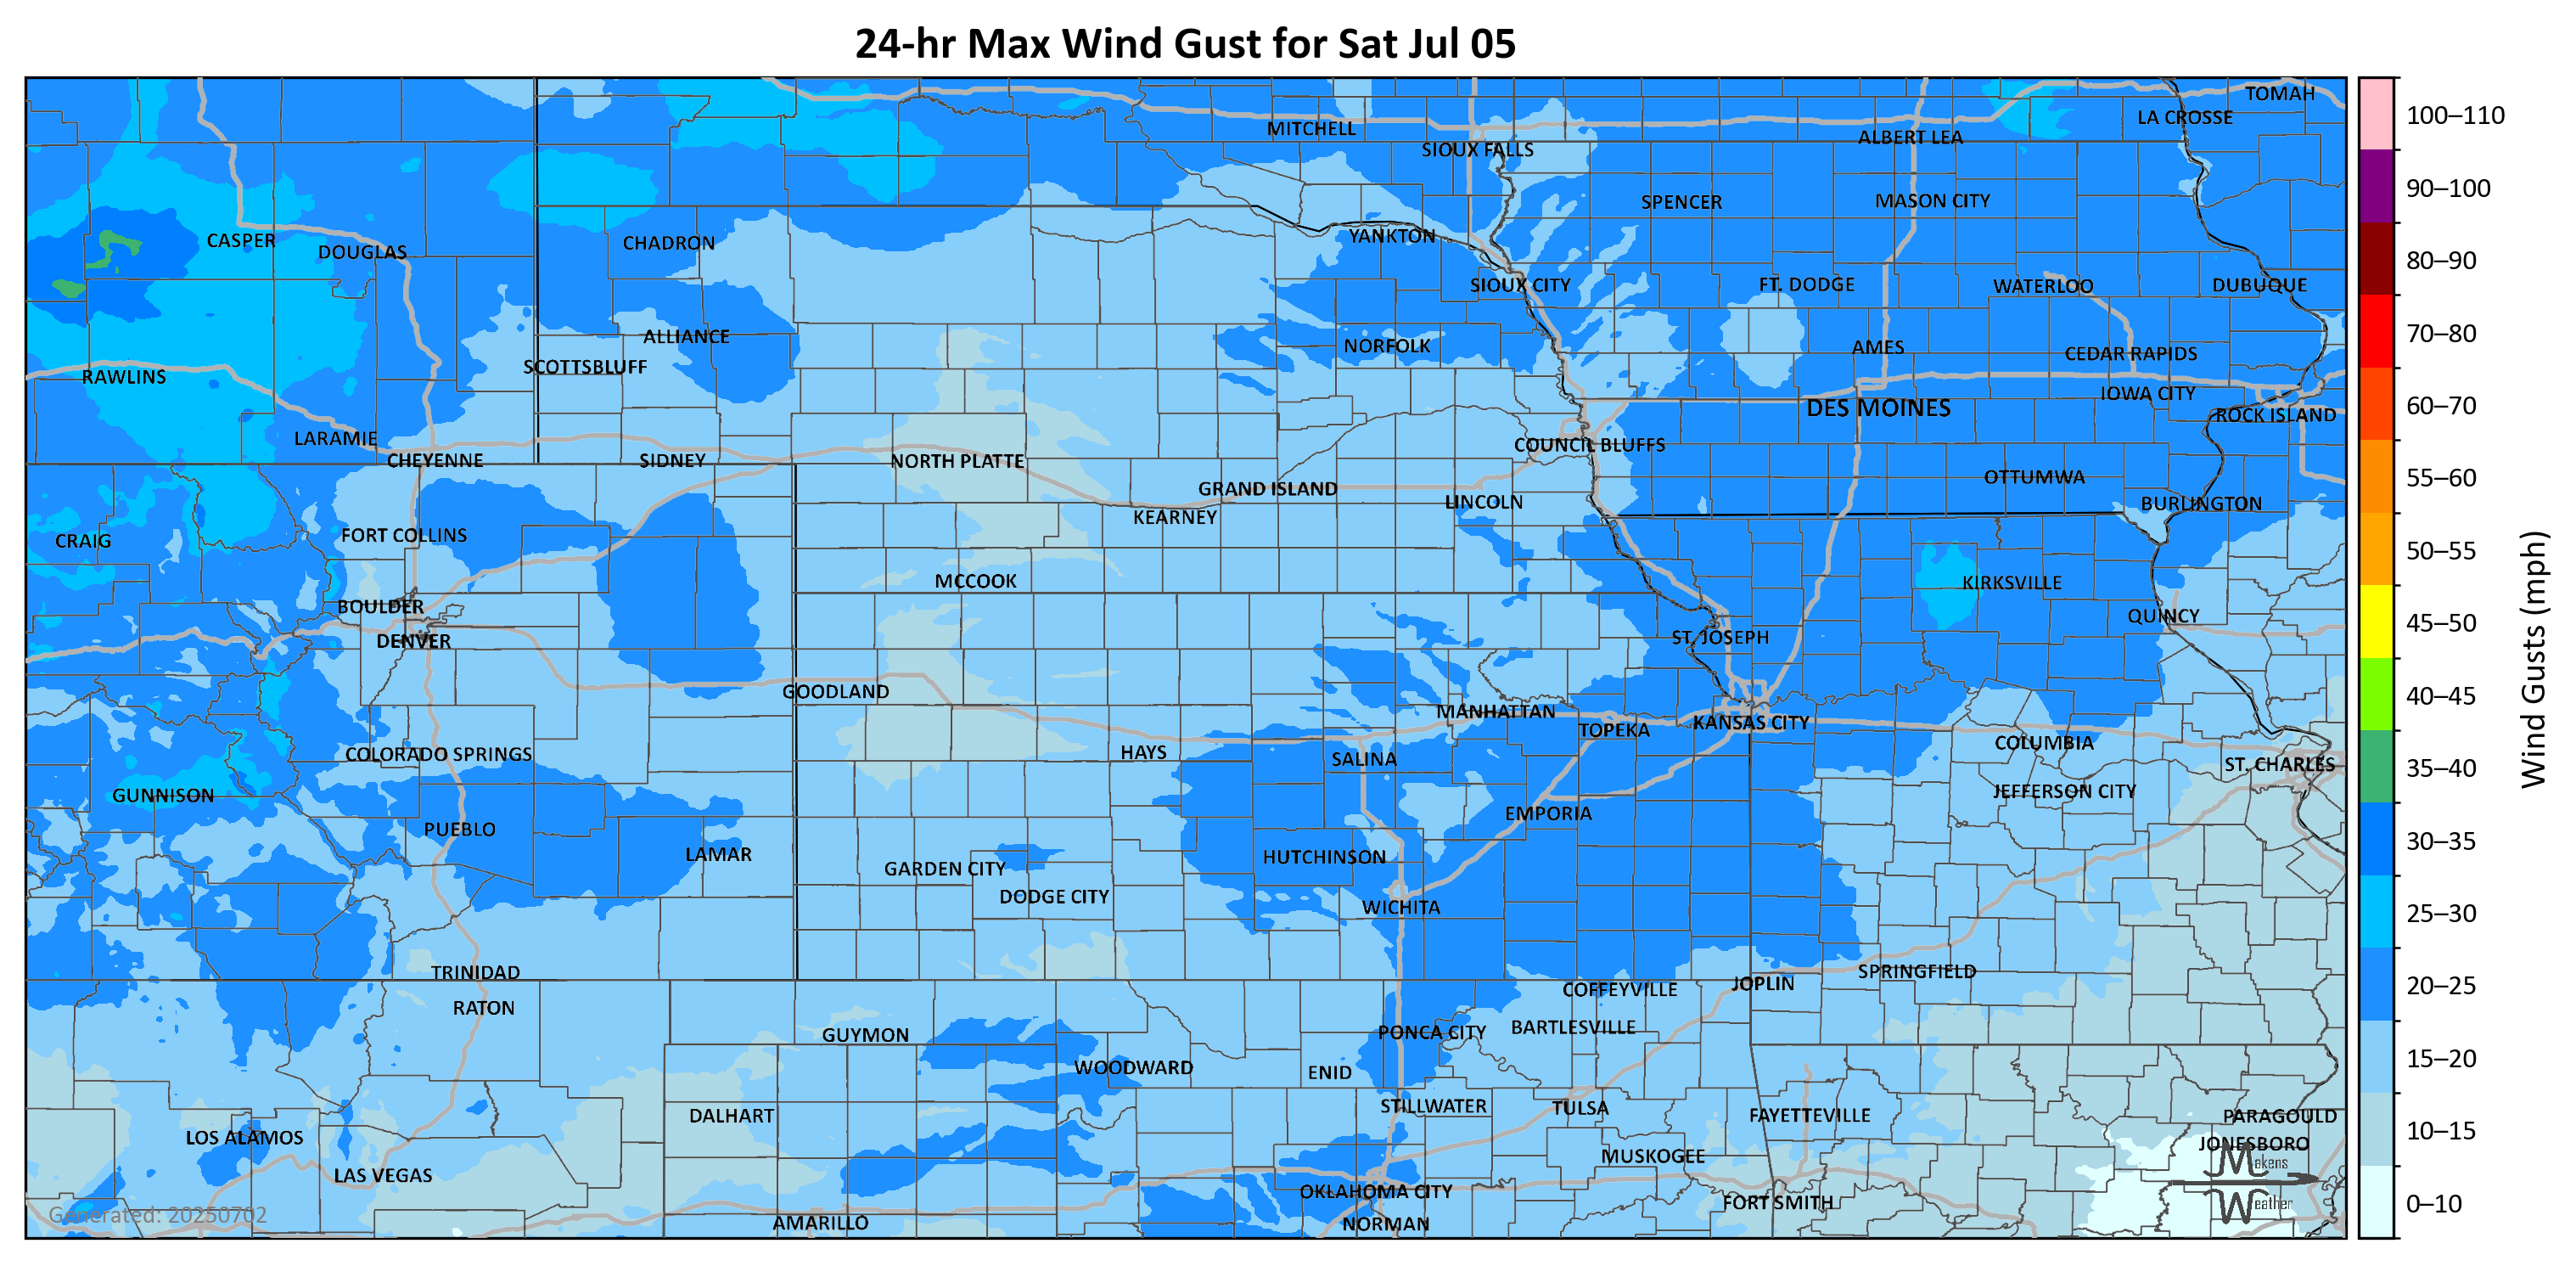 24-hr Max Wind Gust for Sat Jul 05
TOMAH
LA CROSSE
MITCHELL
ALBERT LEA
SIOUX FALLS
SPENCER
MASON CITY
CASPER
DOUGLAS
CHADRON
YANKTON
SIOUX CITY
FT. DODGE
WATERLOO
DUBUQUE
ALLIANCE
NORFOLK
AMES
CEDAR RAPIDS
SCOTTSBLUFF
RAWLINS
IOWA CITY
DES MOINES
ROCK ISLAND
LARAMIE
COUNCIL BLUFFS
CHEYENNE
SIDNEY
NORTH PLATTE
OTTUMWA
GRAND ISLAND
LINCOLN
BURLINGTON
KEARNEY
FORT COLLINS
CRAIG
MCCOOK
KIRKSVILLE
BOULDER
QUINCY
DENVER
ST. JOSEPH
GOODLAND
MANHATTAN
TOPEKA
KANSAS CITY
COLUMBIA
COLORADO SPRINGS
HAYS
SALINA
ST. CHARLES
GUNNISON
JEFFERSON CITY
EMPORIA
PUEBLO
LAMAR
HUTCHINSON
GARDEN CITY
DODGE CITY
WICHITA
TRINIDAD
SPRINGFIELD
JOPLIN
COFFEYVILLE
RATON
GUYMON
PONCA CITY
BARTLESVILLE
WOODWARD
ENID
STILLWATER
TULSA
DALHART
FAYETTEVILLE
PARAGOULD
LOS ALAMOS
JONESBORO
MUSKOGEE
LAS VEGAS
OKLAHOMA CITY
FORT SMITH
AMARILLO
NORMAN
Generated: 20250702
Makens
Weather
100–110
90–100
80–90
70–80
60–70
55–60
50–55
45–50
40–45
35–40
30–35
25–30
20–25
15–20
10–15
0–10
Wind Gusts (mph)